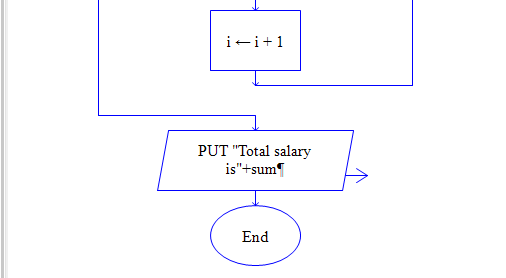 i ← i + 1
PUT "Total salary
is"+sum¶
End